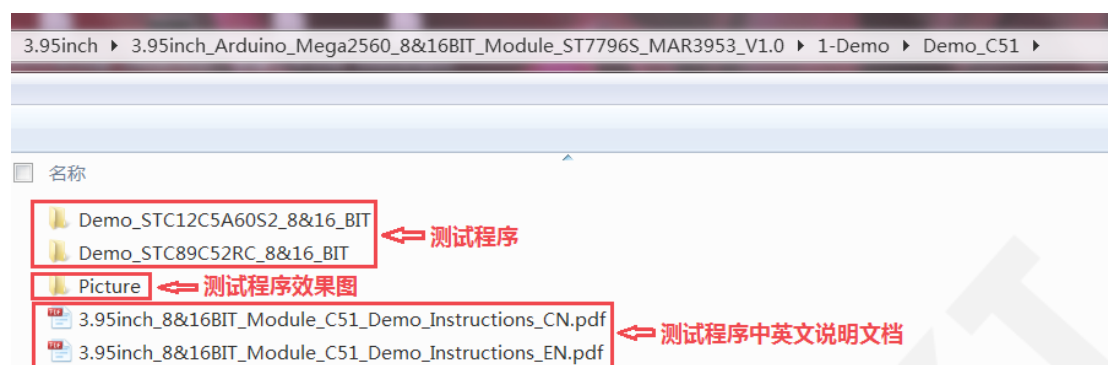 3.95inch ▸ 3.95inch_Arduino_Mega2560_8&16BIT_Module_ST7796S_MAR3953_V1.0 ▸ 1-Demo ▸ Demo_C51 ▸
名称
Demo_STC12C5A60S2_8&16_BIT
测试程序
Demo_STC89C52RC_8&16_BIT
Picture 测试程序效果图
3.95inch_8&16BIT_Module_C51_Demo_Instructions_CN.pdf
测试程序中英文说明文档
3.95inch_8&16BIT_Module_C51_Demo_Instructions_EN.pdf